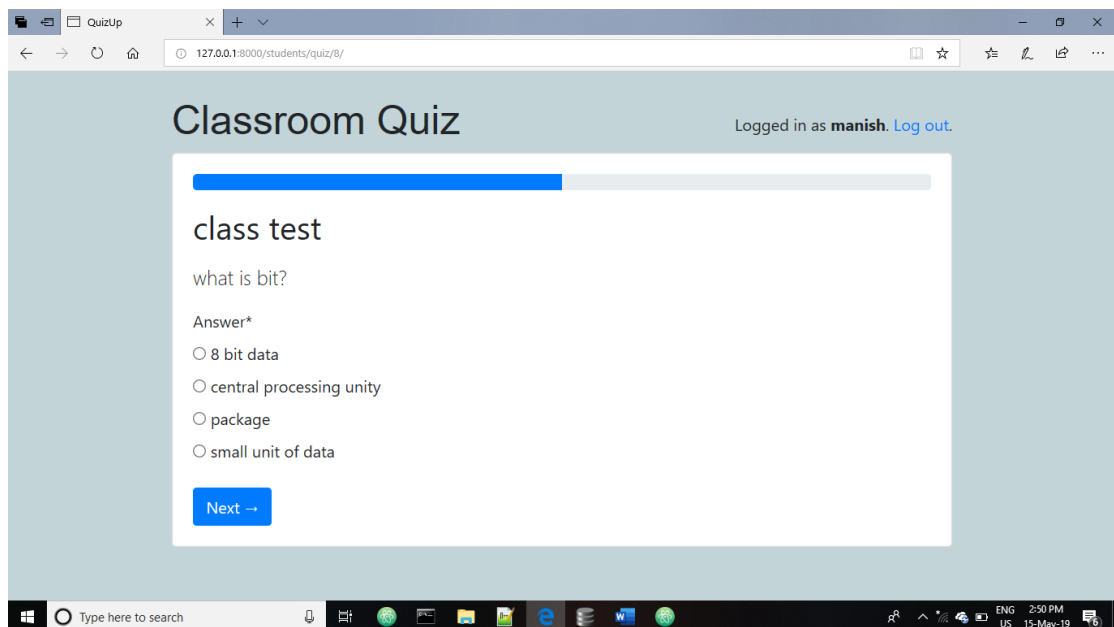 QuizUp
127.0.0.1:8000/students/quiz/8/
Classroom Quiz
Logged in as manish. Log out.
class test
what is bit?
Answer*
8 bit data
central processing unity
package
small unit of data
Next →
Type here to search
ENG 2:50 PM
US 15-May-19
6